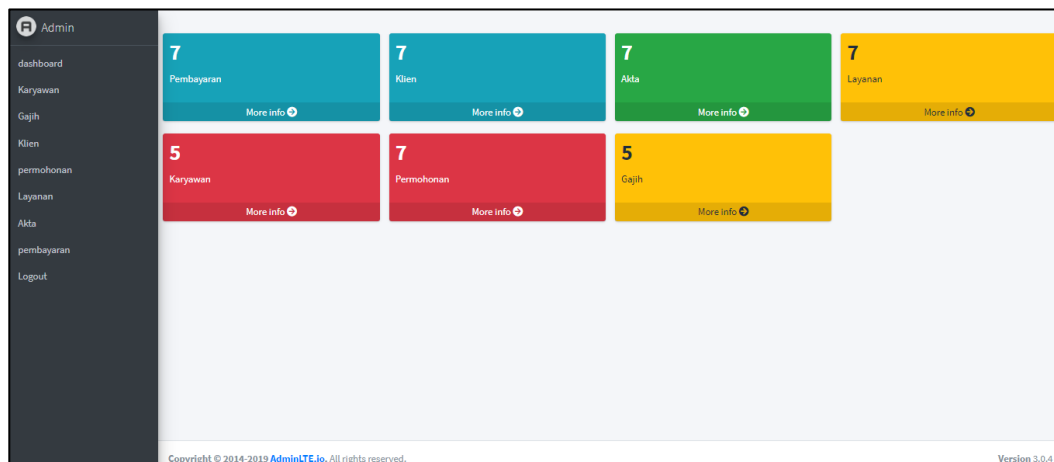 Admin
dashboard
Karyawan
Gajih
Klien
permohonan
Layanan
Akta
pembayaran
Logout
7
Pembayaran
More info
7
Klien
More info
7
Akta
More info
7
Layanan
More info
5
Karyawan
More info
7
Permohonan
More info
5
Gajih
More info
Copyright © 2014-2019 AdminLTE.io. All rights reserved.
Version 3.0.4